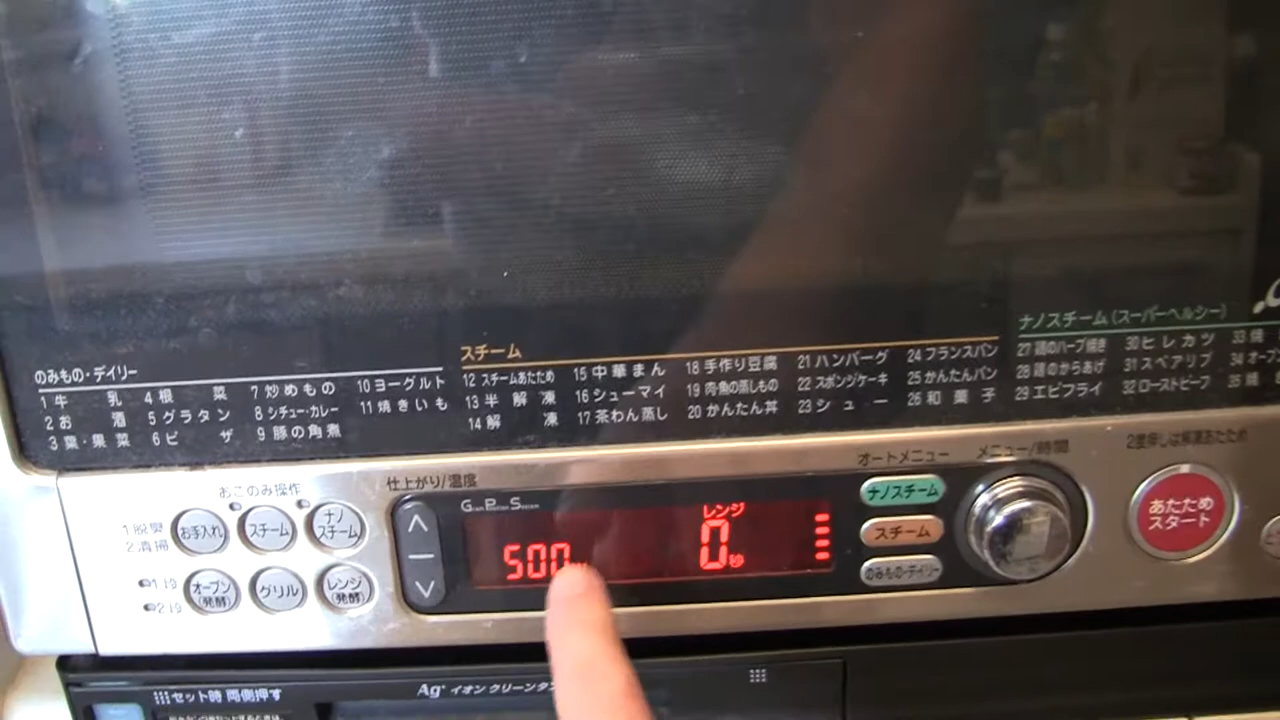 のみもの・デイリー
1 牛乳 4 根菜 7 炒めもの 10 ヨーグルト
2 お酒 5 グラタン 8 シチュー・カレー 11 焼きいも
3 葉・果菜 6 ピザ 9 豚の角煮
スチーム
12 スチームあたため 15 中華まん 18 手作り豆腐 21 ハンバーグ 24 フランスパン
13 半解凍 16 シューマイ 19 肉魚の蒸しもの 22 スポンジケーキ 25 かんたんパン
14 解凍 17 茶わん蒸し 20 かんたん丼 23 シュー 26 和菓子
ナノスチーム(スーパーヘルシー)
27 鶏のハーブ焼き 30 ヒレカツ 33 焼
28 鶏のからあげ 31 スペアリブ 34 オーブ
29 エビフライ 32 ローストビーフ 35
おこのみ操作
1 脱臭
2 清掃
お手入れ
スチーム
ナノ
スチーム
1段
2段
オーブン
(発酵)
グリル
レンジ
(発酵)
仕上がり/温度
500
レンジ
0秒
オートメニュー
ナノスチーム
スチーム
のみもの・デイリー
メニュー/時間
2度押しは解凍あたため
あたため
スタート
セット時 両側押す
Ag+ イオン クリーンタン